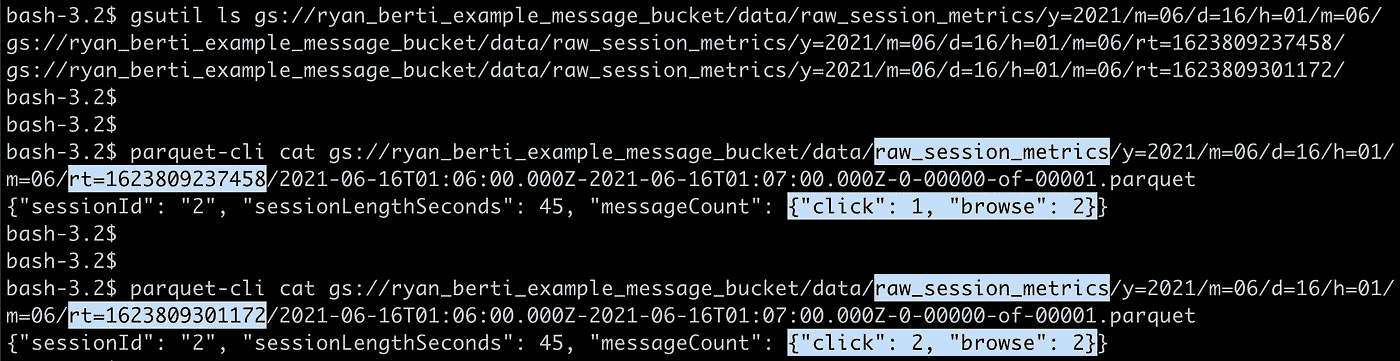 bash-3.2$ gsutil ls gs://ryan_berti_example_message_bucket/data/raw_session_metrics/y=2021/m=06/d=16/h=01/m=06/
gs://ryan_berti_example_message_bucket/data/raw_session_metrics/y=2021/m=06/d=16/h=01/m=06/rt=1623809237458/
gs://ryan_berti_example_message_bucket/data/raw_session_metrics/y=2021/m=06/d=16/h=01/m=06/rt=1623809301172/
bash-3.2$
bash-3.2$
bash-3.2$ parquet-cli cat gs://ryan_berti_example_message_bucket/data/raw_session_metrics/y=2021/m=06/d=16/h=01/
m=06/rt=1623809237458/2021-06-16T01:06:00.000Z-2021-06-16T01:07:00.000Z-0-00000-of-00001.parquet
{"sessionId": "2", "sessionLengthSeconds": 45, "messageCount": {"click": 1, "browse": 2}}
bash-3.2$
bash-3.2$
bash-3.2$ parquet-cli cat gs://ryan_berti_example_message_bucket/data/raw_session_metrics/y=2021/m=06/d=16/h=01/
m=06/rt=1623809301172/2021-06-16T01:06:00.000Z-2021-06-16T01:07:00.000Z-0-00000-of-00001.parquet
{"sessionId": "2", "sessionLengthSeconds": 45, "messageCount": {"click": 2, "browse": 2}}